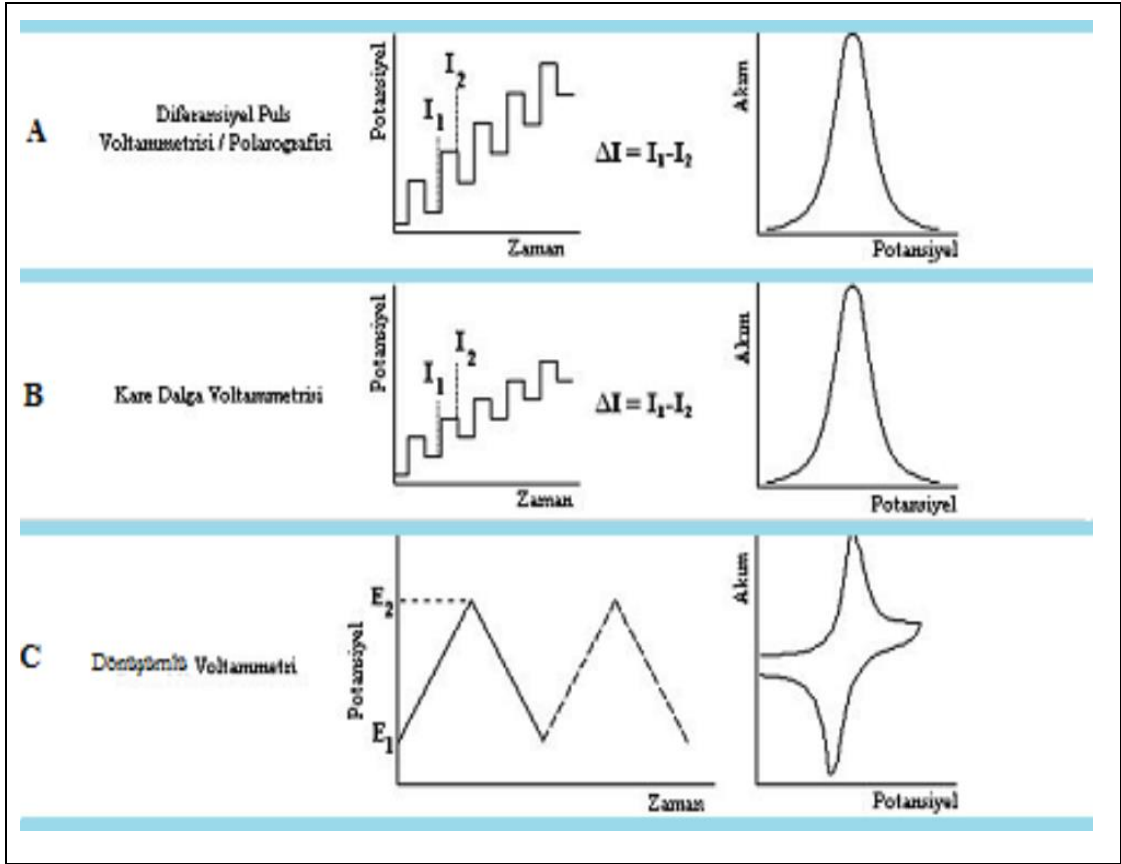 A
Diferansiyel Puls
Voltammetrisi / Polarografisi
Potansiyel
I1
I2
Zaman
ΔI = I1-I2
Akım
Potansiyel
B
Kare Dalga Voltammetrisi
Potansiyel
I1
I2
Zaman
ΔI = I1-I2
Akım
Potansiyel
C
Dönüşümlü Voltammetri
Potansiyel
E2
E1
Zaman
Akım
Potansiyel